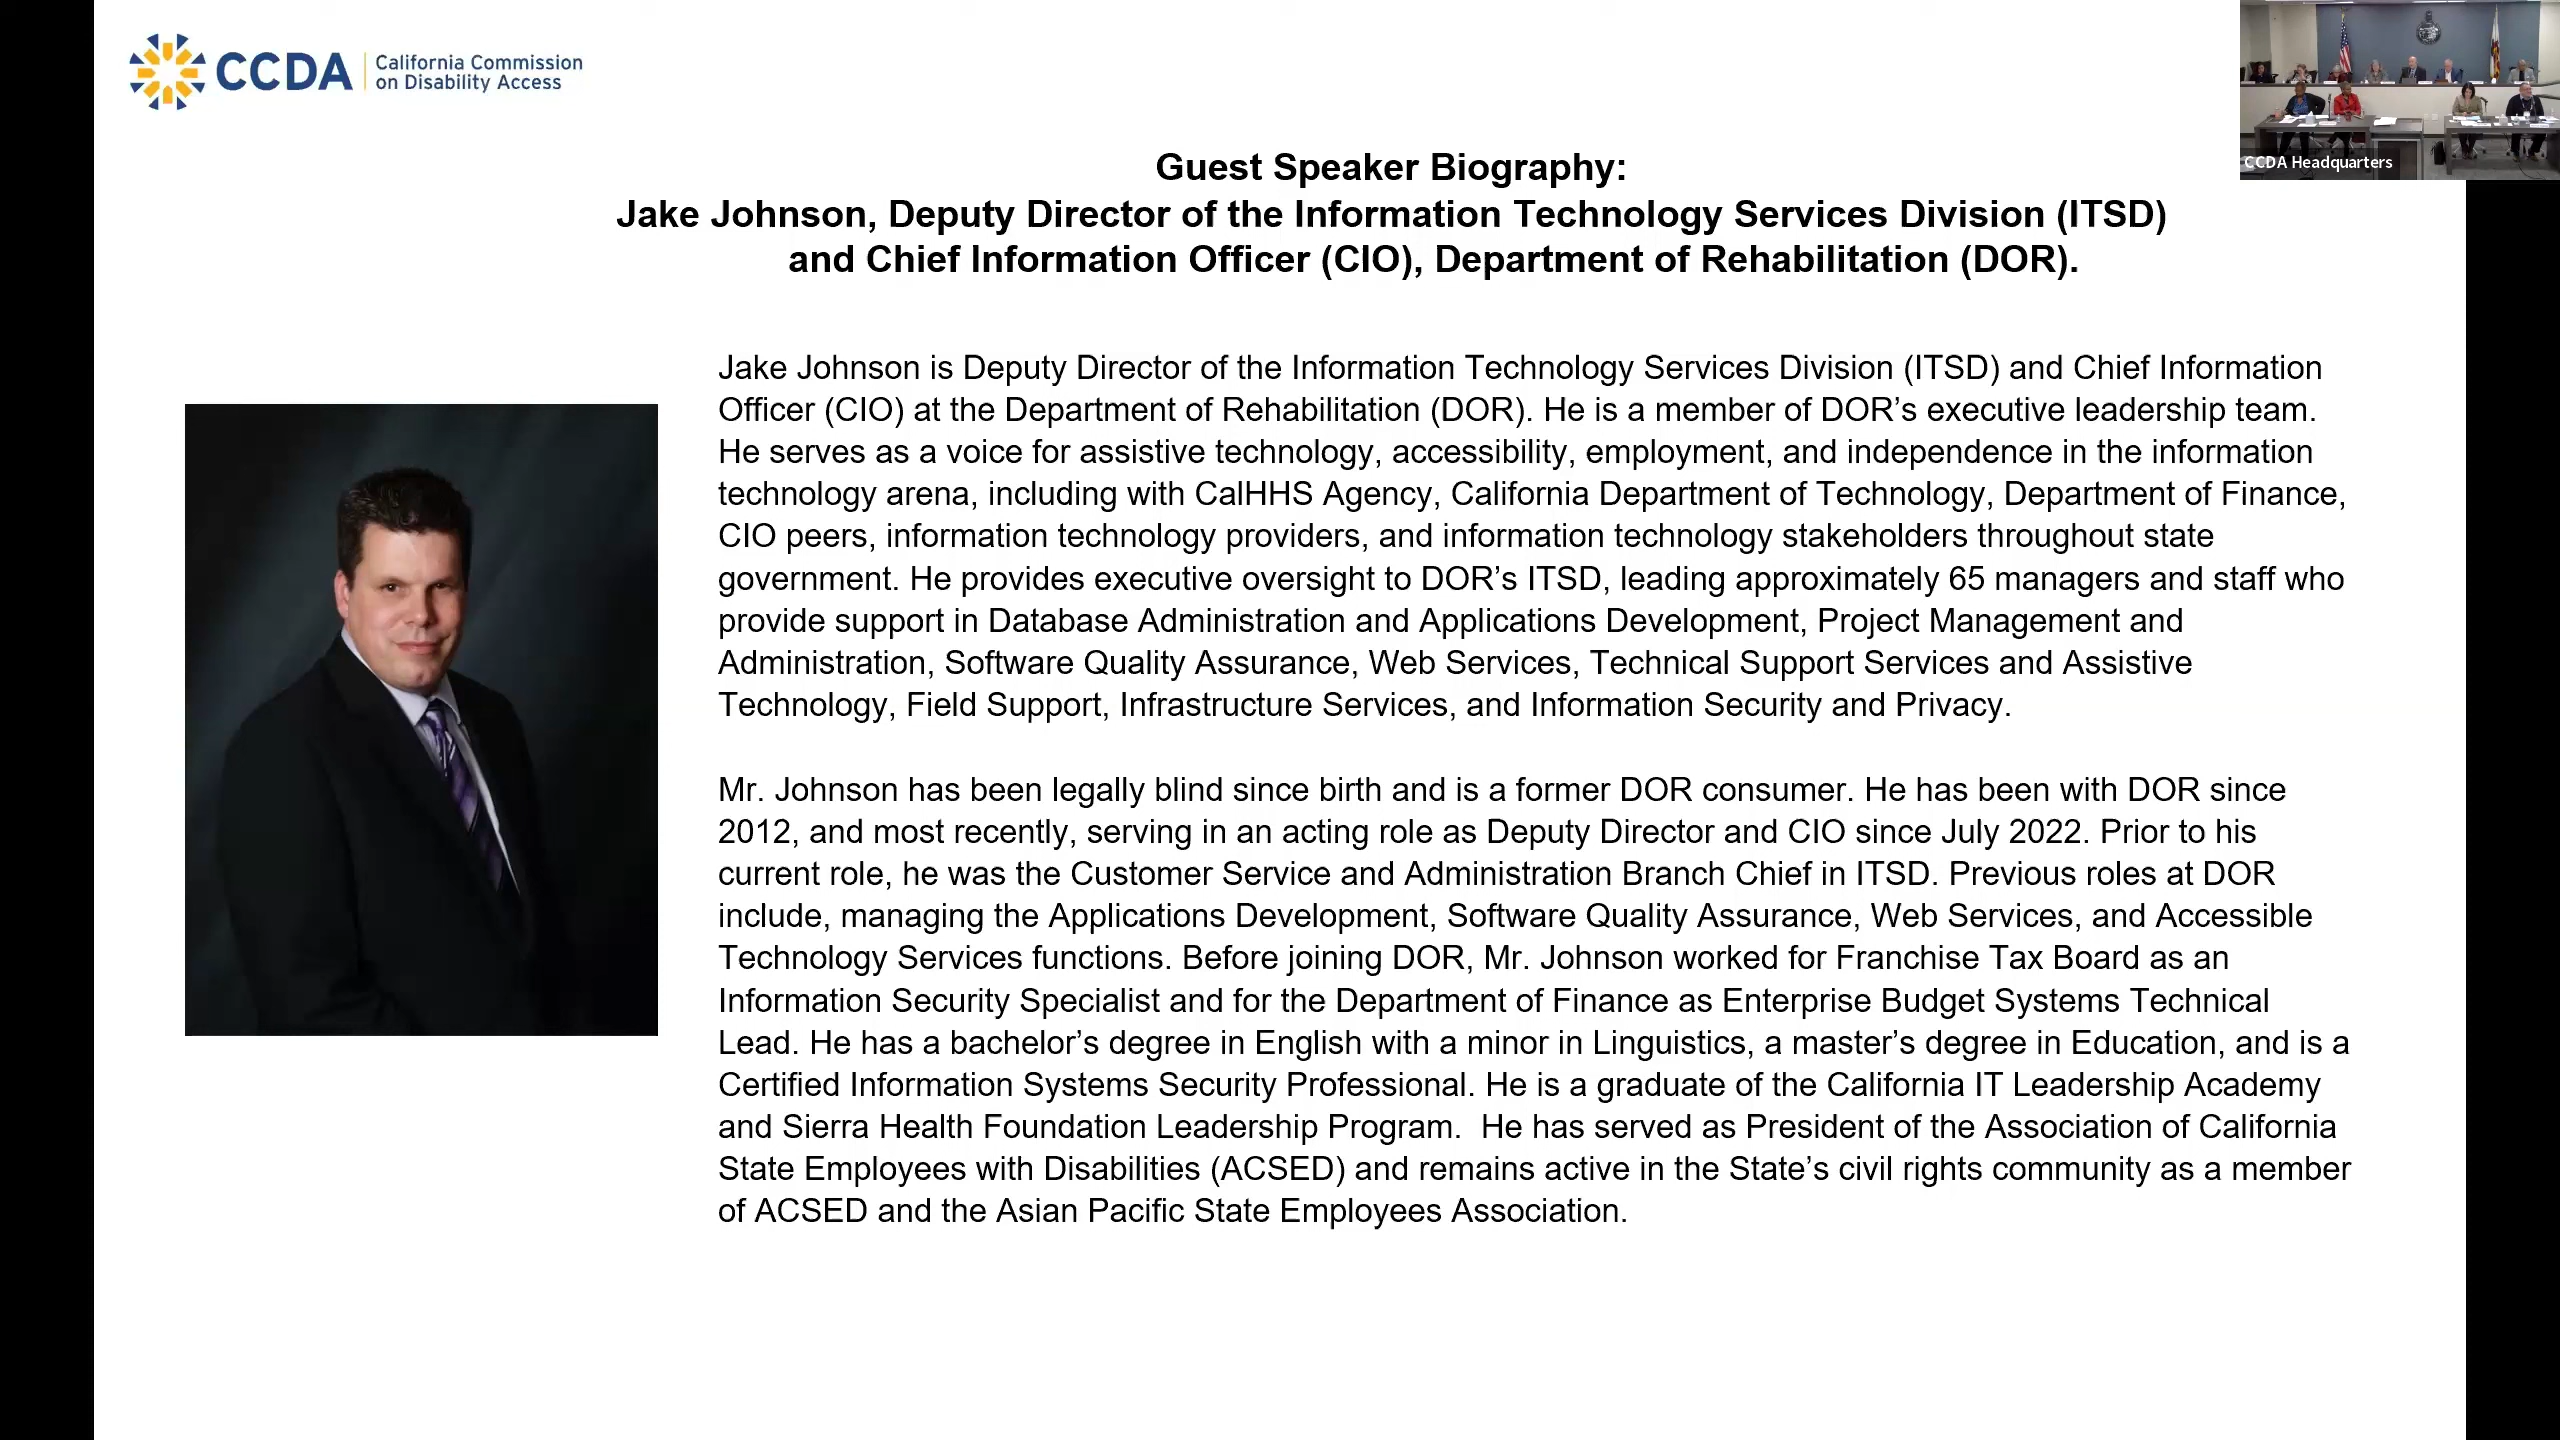 CCDA
California Commission
on Disability Access
CCDA Headquarters
Guest Speaker Biography:
Jake Johnson, Deputy Director of the Information Technology Services Division (ITSD)
and Chief Information Officer (CIO), Department of Rehabilitation (DOR).
Jake Johnson is Deputy Director of the Information Technology Services Division (ITSD) and Chief Information
Officer (CIO) at the Department of Rehabilitation (DOR). He is a member of DOR’s executive leadership team.
He serves as a voice for assistive technology, accessibility, employment, and independence in the information
technology arena, including with CalHHS Agency, California Department of Technology, Department of Finance,
CIO peers, information technology providers, and information technology stakeholders throughout state
government. He provides executive oversight to DOR’s ITSD, leading approximately 65 managers and staff who
provide support in Database Administration and Applications Development, Project Management and
Administration, Software Quality Assurance, Web Services, Technical Support Services and Assistive
Technology, Field Support, Infrastructure Services, and Information Security and Privacy.
Mr. Johnson has been legally blind since birth and is a former DOR consumer. He has been with DOR since
2012, and most recently, serving in an acting role as Deputy Director and CIO since July 2022. Prior to his
current role, he was the Customer Service and Administration Branch Chief in ITSD. Previous roles at DOR
include, managing the Applications Development, Software Quality Assurance, Web Services, and Accessible
Technology Services functions. Before joining DOR, Mr. Johnson worked for Franchise Tax Board as an
Information Security Specialist and for the Department of Finance as Enterprise Budget Systems Technical
Lead. He has a bachelor’s degree in English with a minor in Linguistics, a master’s degree in Education, and is a
Certified Information Systems Security Professional. He is a graduate of the California IT Leadership Academy
and Sierra Health Foundation Leadership Program.  He has served as President of the Association of California
State Employees with Disabilities (ACSED) and remains active in the State’s civil rights community as a member
of ACSED and the Asian Pacific State Employees Association.